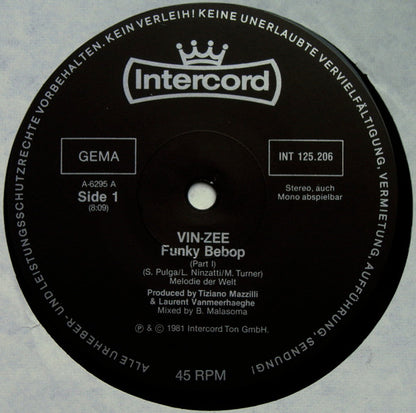 ALLE URHEBER- UND LEISTUNGSSCHUTZRECHTE VORBEHALTEN. KEIN VERLEIH! KEINE UNERLAUBTE VERVIELFÄLTIGUNG, VERMIETUNG, AUFFÜHRUNG, SENDUNG!
Intercord
GEMA
INT 125.206
A-6295 A
Side 1
(8:09)
Stereo, auch
Mono abspielbar
VIN-ZEE
Funky Bebop
(Part I)
(S. Pulga/L. Ninzatti/M. Turner)
Melodie der Welt
Produced by Tiziano Mazzilli
& Laurent Vanmeerhaeghe
Mixed by B. Malasoma
℗ & © 1981 Intercord Ton GmbH.
45 RPM